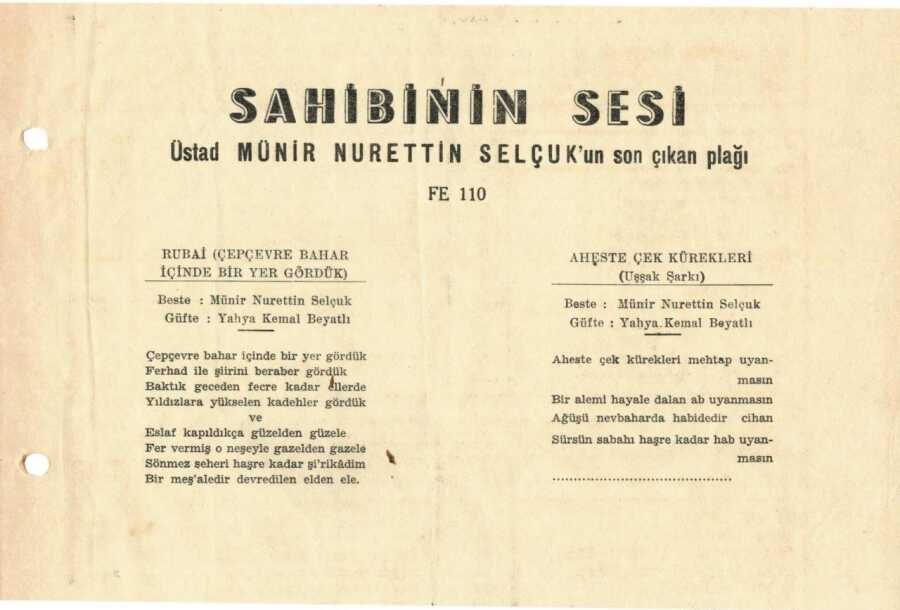 SAHİBİNİN SESİ
Üstad MÜNİR NURETTİN SELÇUK'un son çıkan plağı
FE 110
RUBAİ (ÇEPÇEVRE BAHAR
İÇİNDE BİR YER GÖRDÜK)
Beste : Münir Nurettin Selçuk
Güfte : Yahya Kemal Beyatlı
Çepçevre bahar içinde bir yer gördük
Ferhad ile şiirini beraber gördük
Baktık geceden fecre kadar ellerde
Yıldızlara yükselen kadehler gördük
ve
Eslaf kapıldıkça güzelden güzele
Fer vermiş o neşeyle gazelden gazele
Sönmez seheri haşre kadar şi'rikâdim
Bir meş'aledir devredilen elden ele.
AHESTE ÇEK KÜREKLERİ
(Uşşak Şarkı)
Beste : Münir Nurettin Selçuk
Güfte : Yahya Kemal Beyatlı
Aheste çek kürekleri mehtap uyan-
masın
Bir alemi hayale dalan ab uyanmasın
Ağüşü nevbaharda habidedir cihan
Sürsün sabahı haşre kadar hab uyan-
masın
........................................